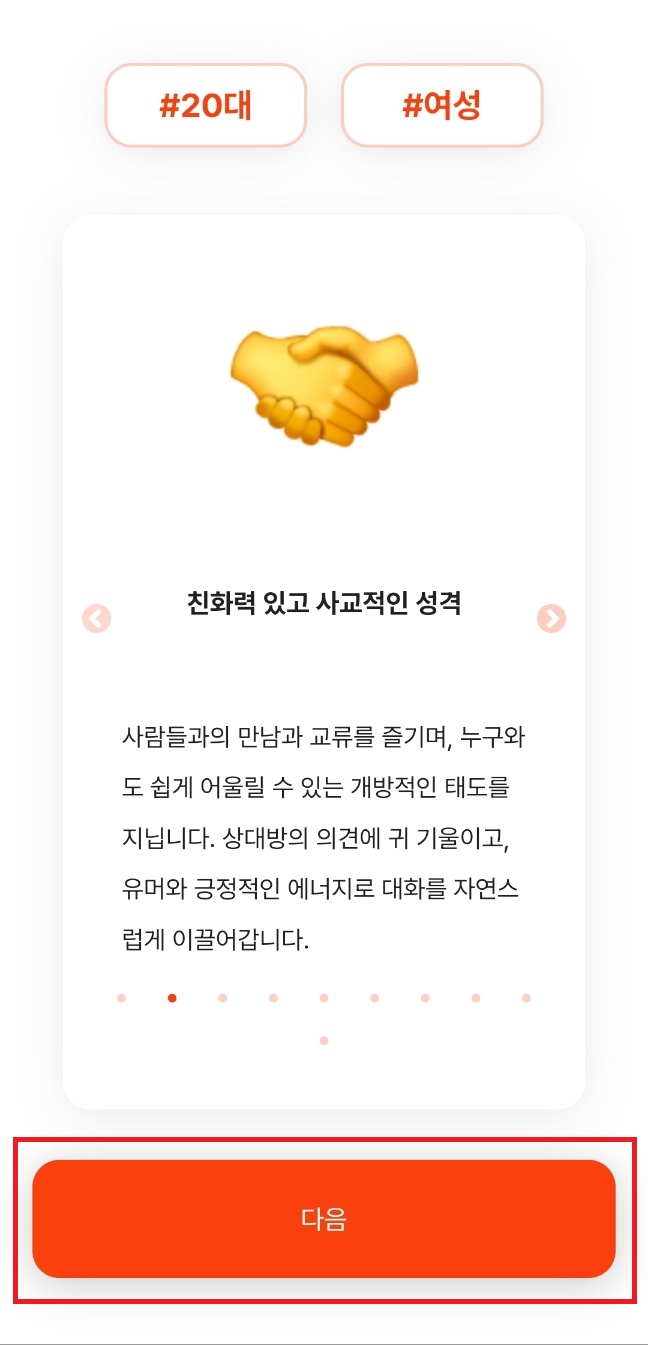 #20대 #여성
친화력 있고 사교적인 성격
사람들과의 만남과 교류를 즐기며, 누구와
도 쉽게 어울릴 수 있는 개방적인 태도를
지닙니다. 상대방의 의견에 귀 기울이고,
유머와 긍정적인 에너지로 대화를 자연스
럽게 이끌어갑니다.
다음